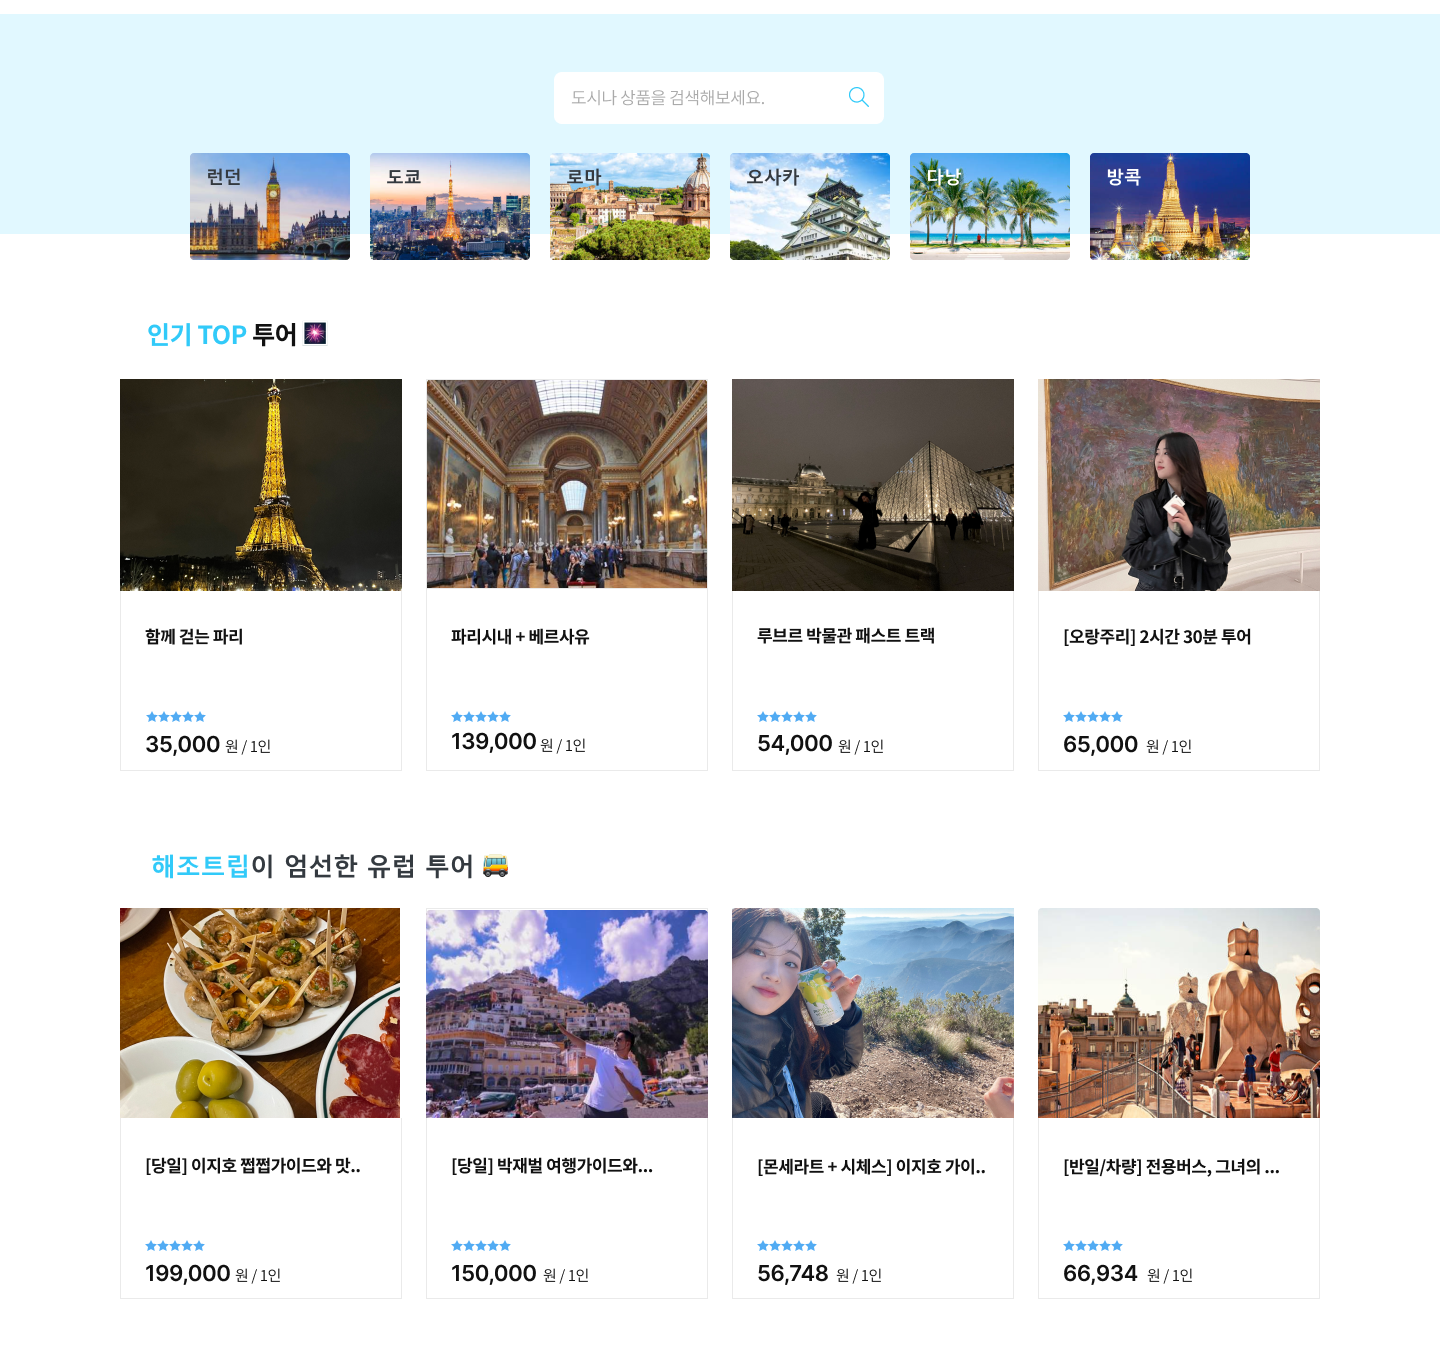 도시나 상품을 검색해보세요.
런던
도쿄
로마
오사카
다낭
방콕
인기 TOP 투어
함께 걷는 파리
★★★★★
35,000 원 / 1인
파리시내 + 베르사유
★★★★★
139,000 원 / 1인
루브르 박물관 패스트 트랙
★★★★★
54,000 원 / 1인
[오랑주리] 2시간 30분 투어
★★★★★
65,000 원 / 1인
해조트립이 엄선한 유럽 투어
[당일] 이지호 쩝쩝가이드와 맛..
★★★★★
199,000 원 / 1인
[당일] 박재벌 여행가이드와...
★★★★★
150,000 원 / 1인
[몬세라트 + 시체스] 이지호 가이..
★★★★★
56,748 원 / 1인
[반일/차량] 전용버스, 그녀의 ...
★★★★★
66,934 원 / 1인